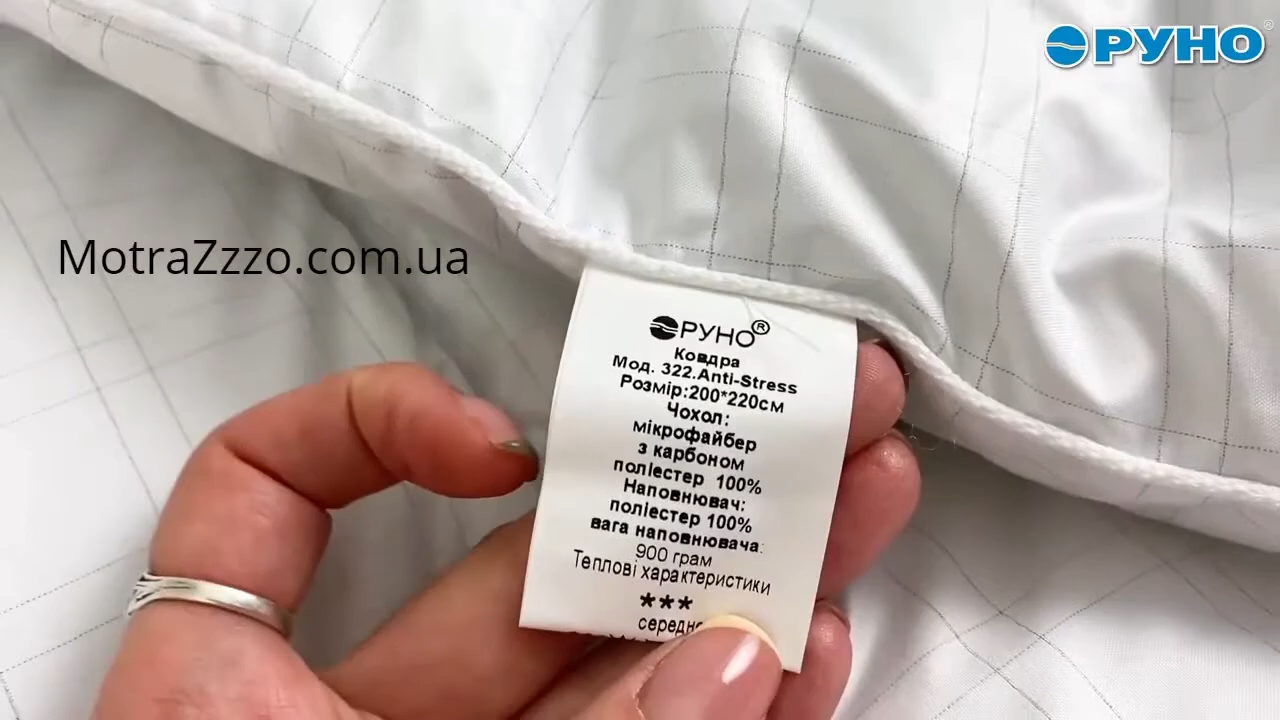 РУНО®
MotraZzzo.com.ua
РУНО®
Ковдра
Мод. 322.Anti-Stress
Розмір:200*220см
Чохол:
мікрофайбер
з карбоном
поліестер 100%
Наповнювач:
поліестер 100%
вага наповнювача:
900 грам
Теплові характеристики
***